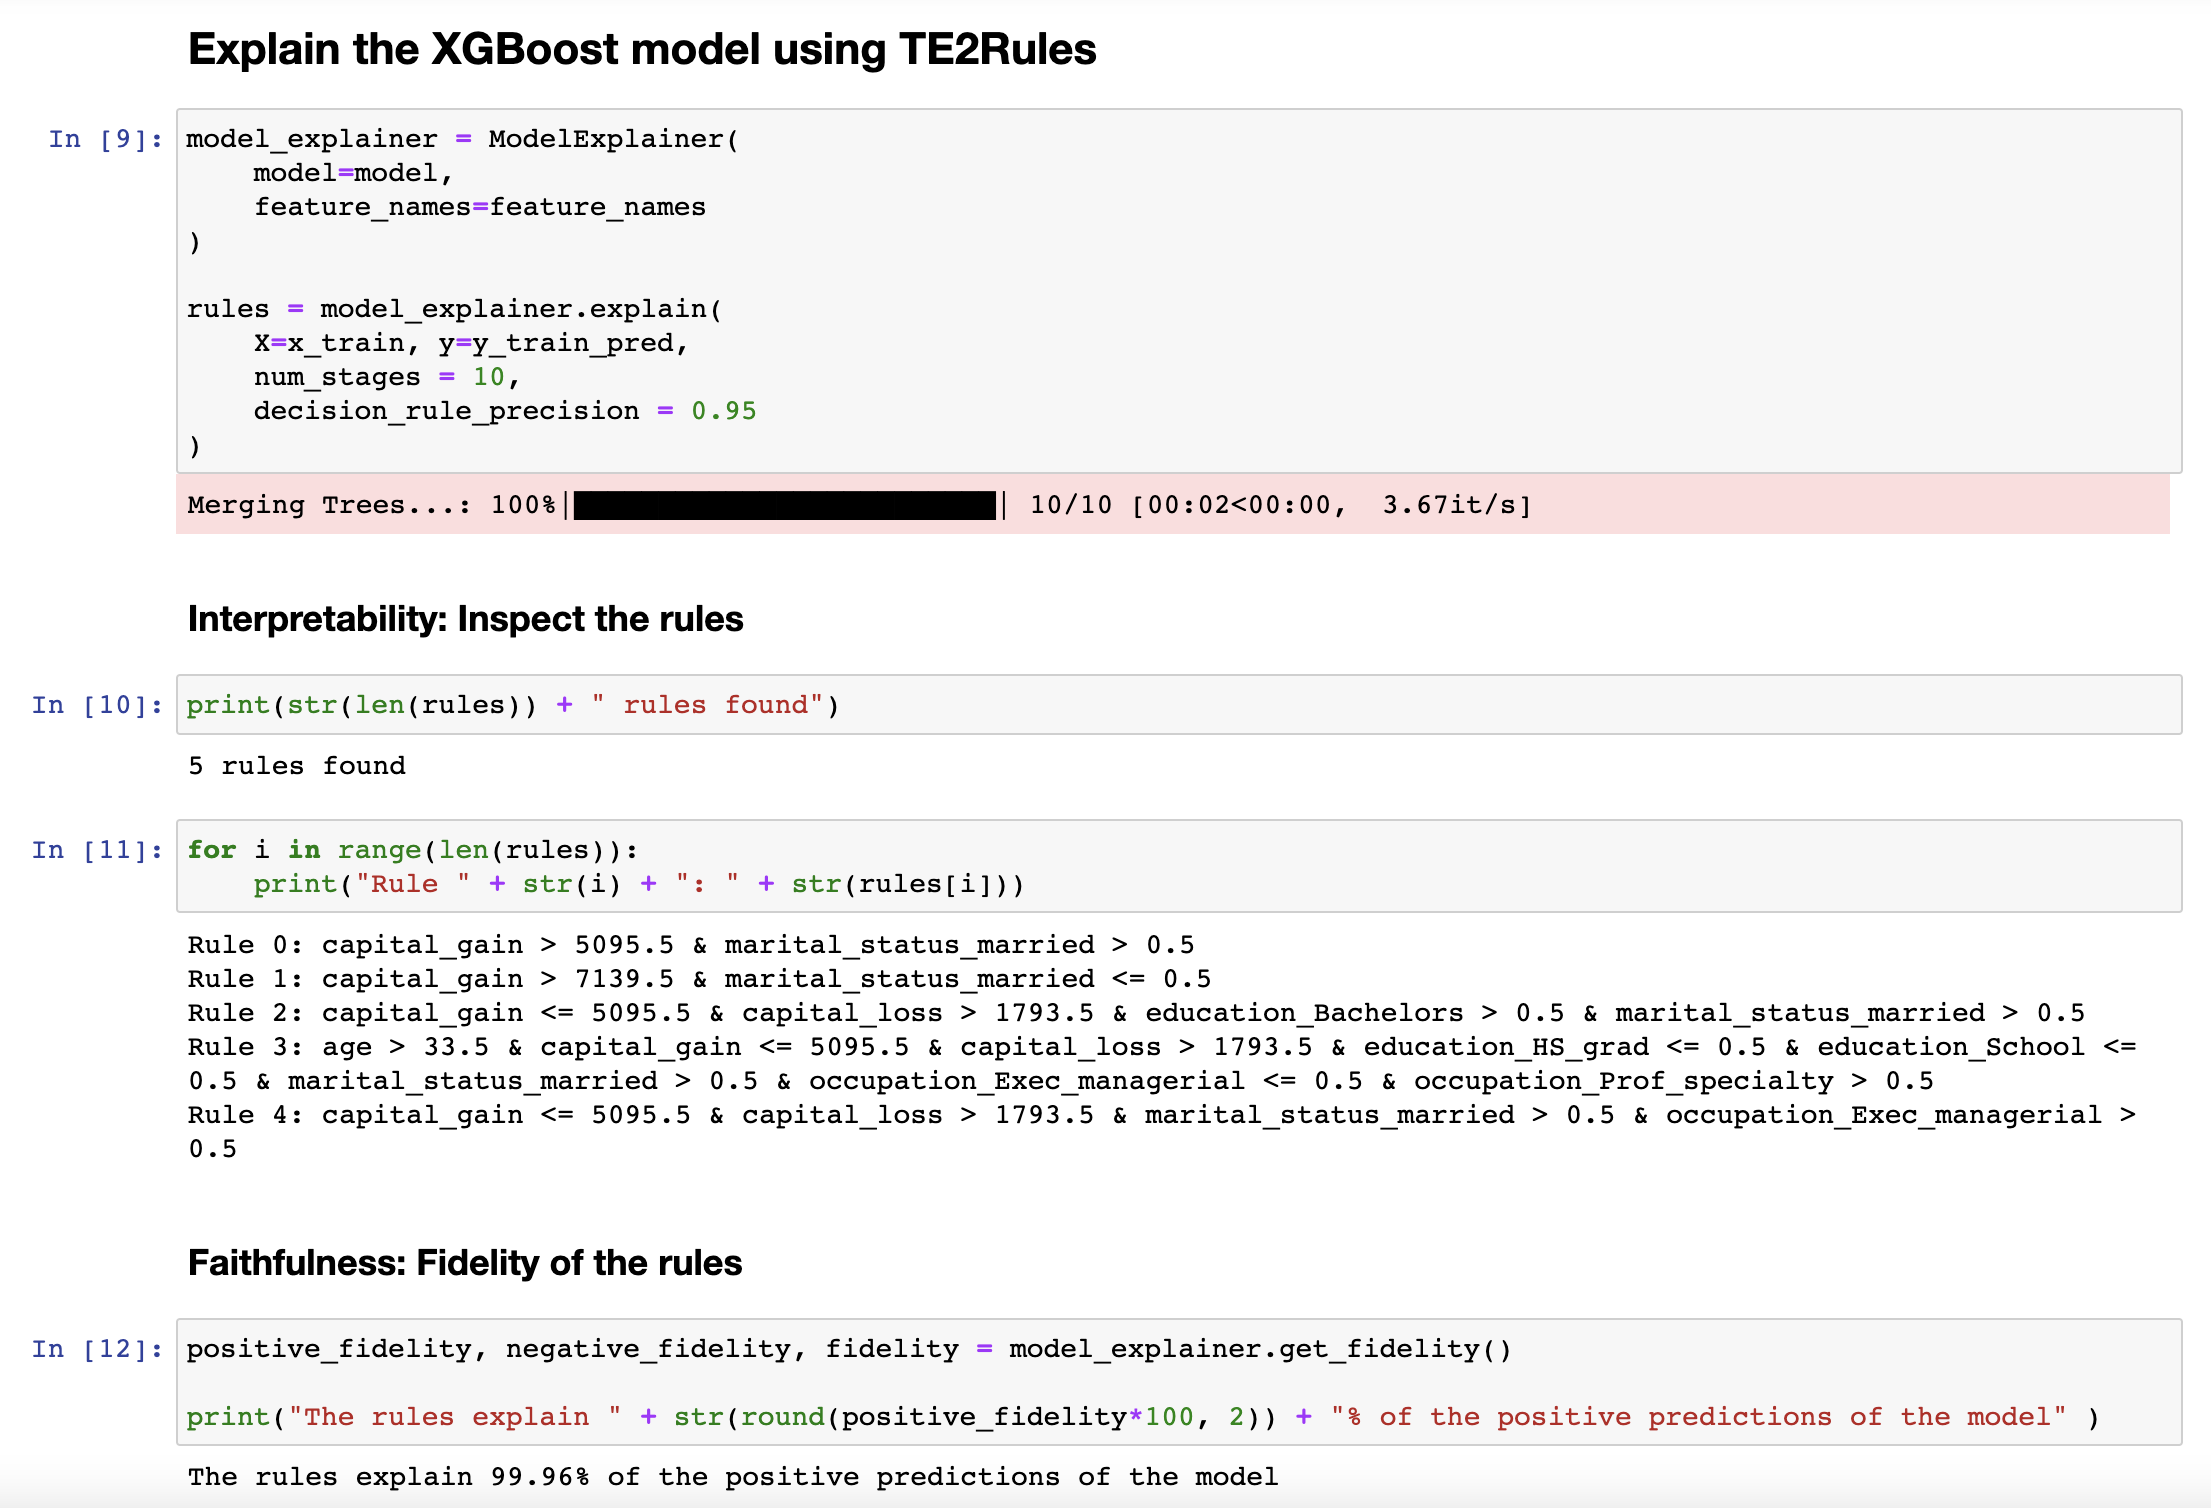 Explain the XGBoost model using TE2Rules
In [9]: model_explainer = ModelExplainer(
    model=model,
    feature_names=feature_names
)
rules = model_explainer.explain(
    X=x_train, y=y_train_pred,
    num_stages = 10,
    decision_rule_precision = 0.95
)
Merging Trees...: 100%|██████████| 10/10 [00:02<00:00,  3.67it/s]
Interpretability: Inspect the rules
In [10]: print(str(len(rules)) + " rules found")
5 rules found
In [11]: for i in range(len(rules)):
    print("Rule " + str(i) + ": " + str(rules[i]))
Rule 0: capital_gain > 5095.5 & marital_status_married > 0.5
Rule 1: capital_gain > 7139.5 & marital_status_married <= 0.5
Rule 2: capital_gain <= 5095.5 & capital_loss > 1793.5 & education_Bachelors > 0.5 & marital_status_married > 0.5
Rule 3: age > 33.5 & capital_gain <= 5095.5 & capital_loss > 1793.5 & education_HS_grad <= 0.5 & education_School <=
0.5 & marital_status_married > 0.5 & occupation_Exec_managerial <= 0.5 & occupation_Prof_specialty > 0.5
Rule 4: capital_gain <= 5095.5 & capital_loss > 1793.5 & marital_status_married > 0.5 & occupation_Exec_managerial >
0.5
Faithfulness: Fidelity of the rules
In [12]: positive_fidelity, negative_fidelity, fidelity = model_explainer.get_fidelity()
print("The rules explain " + str(round(positive_fidelity*100, 2)) + "% of the positive predictions of the model" )
The rules explain 99.96% of the positive predictions of the model